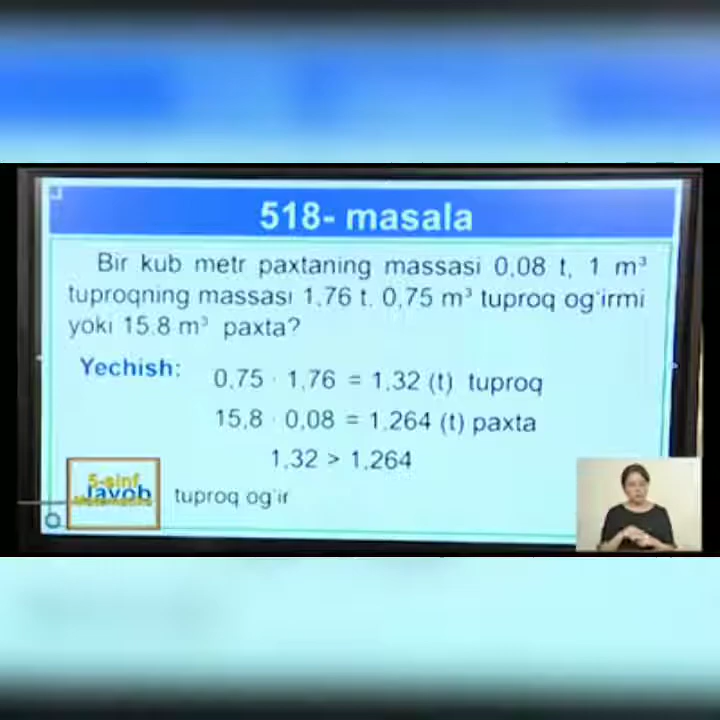 518- masala
Bir kub metr paxtaning massasi 0,08 t, 1 m³
tuproqning massası 1,76 t. 0,75 m³ tuproq og'irmi
yokı 15,8 m³ paxta?
Yechish:
0,75 · 1,76 = 1,32 (t) tuproq
15,8 · 0,08 = 1,264 (t) paxta
1,32 > 1,264
5-sinf
Javob
tuproq og'ir